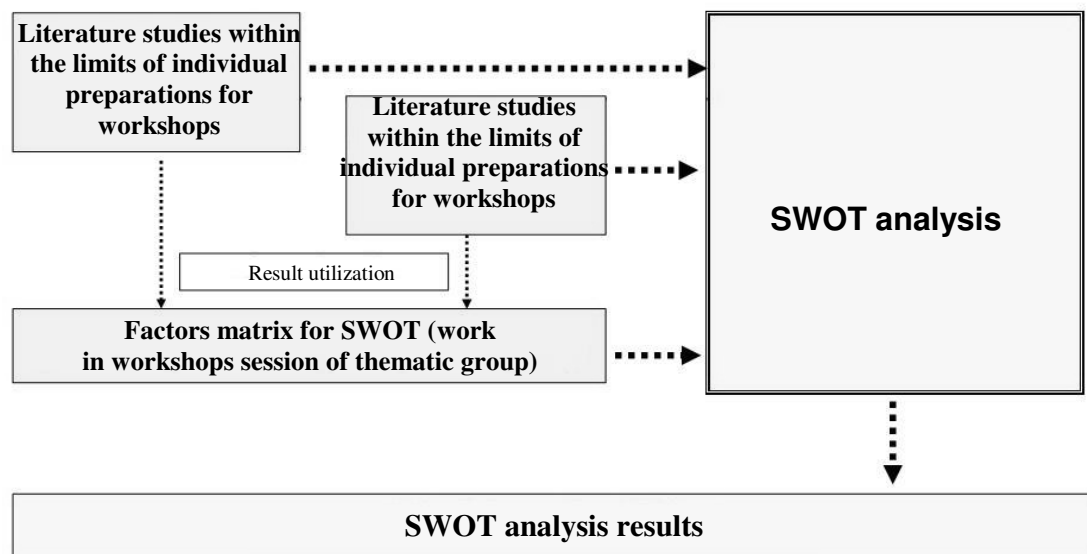 Literature studies within
the limits of individual
preparations for
workshops
Literature studies
within the limits of
individual preparations
for workshops
SWOT analysis
Result utilization
Factors matrix for SWOT (work
in workshops session of thematic group)
SWOT analysis results